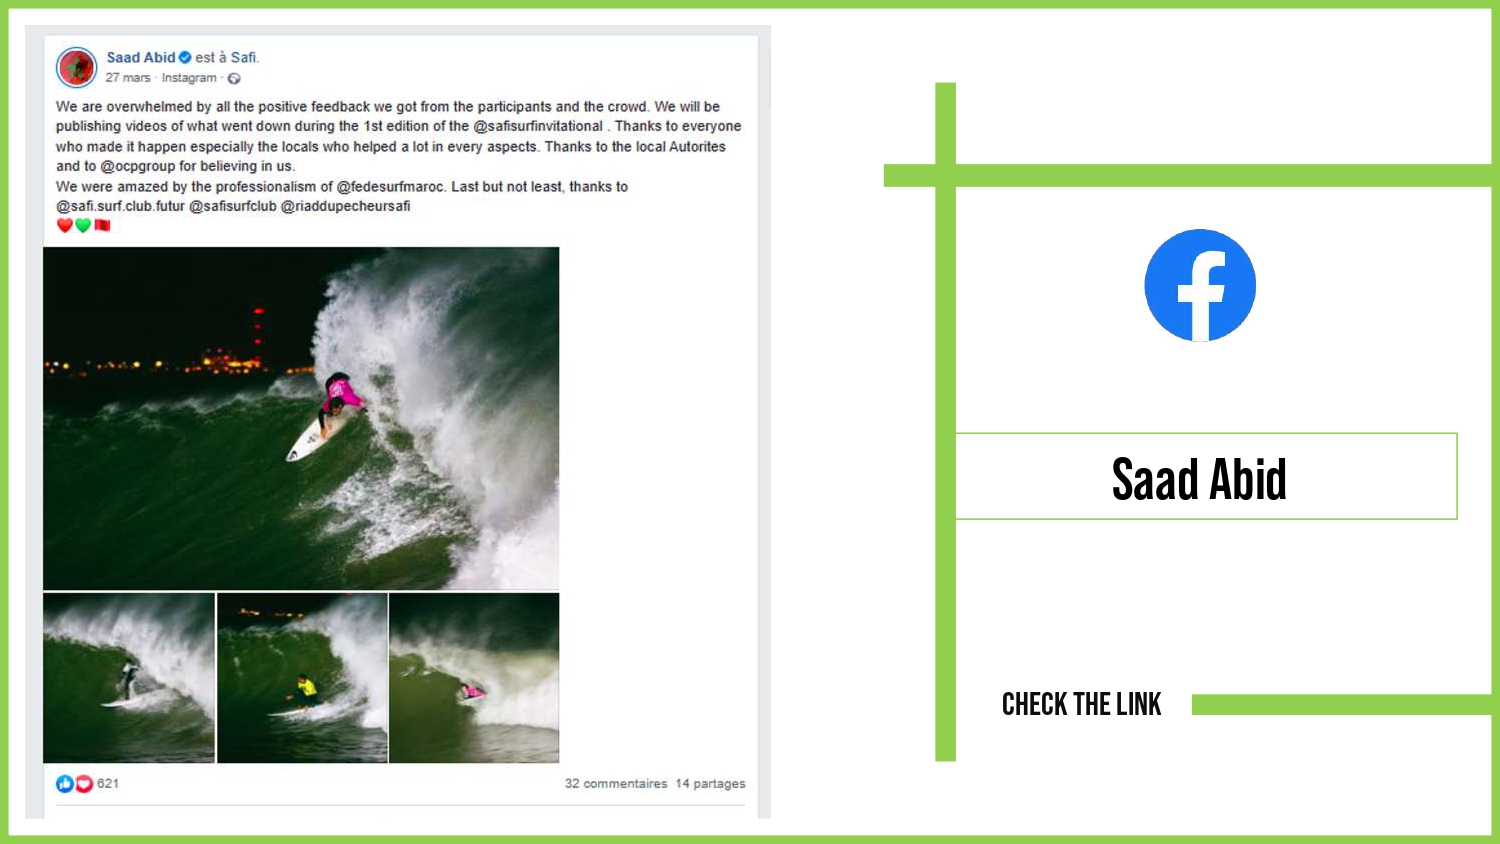 Saad Abid est à Safi.
27 mars · Instagram ·
We are overwhelmed by all the positive feedback we got from the participants and the crowd. We will be
publishing videos of what went down during the 1st edition of the @safisurfinvitational . Thanks to everyone
who made it happen especially the locals who helped a lot in every aspects. Thanks to the local Autorites
and to @ocpgroup for believing in us.
We were amazed by the professionalism of @fedesurfmaroc. Last but not least, thanks to
@safi.surf.club.futur @safisurfclub @riaddupecheursafi
621
32 commentaires 14 partages
Saad Abid
CHECK THE LINK